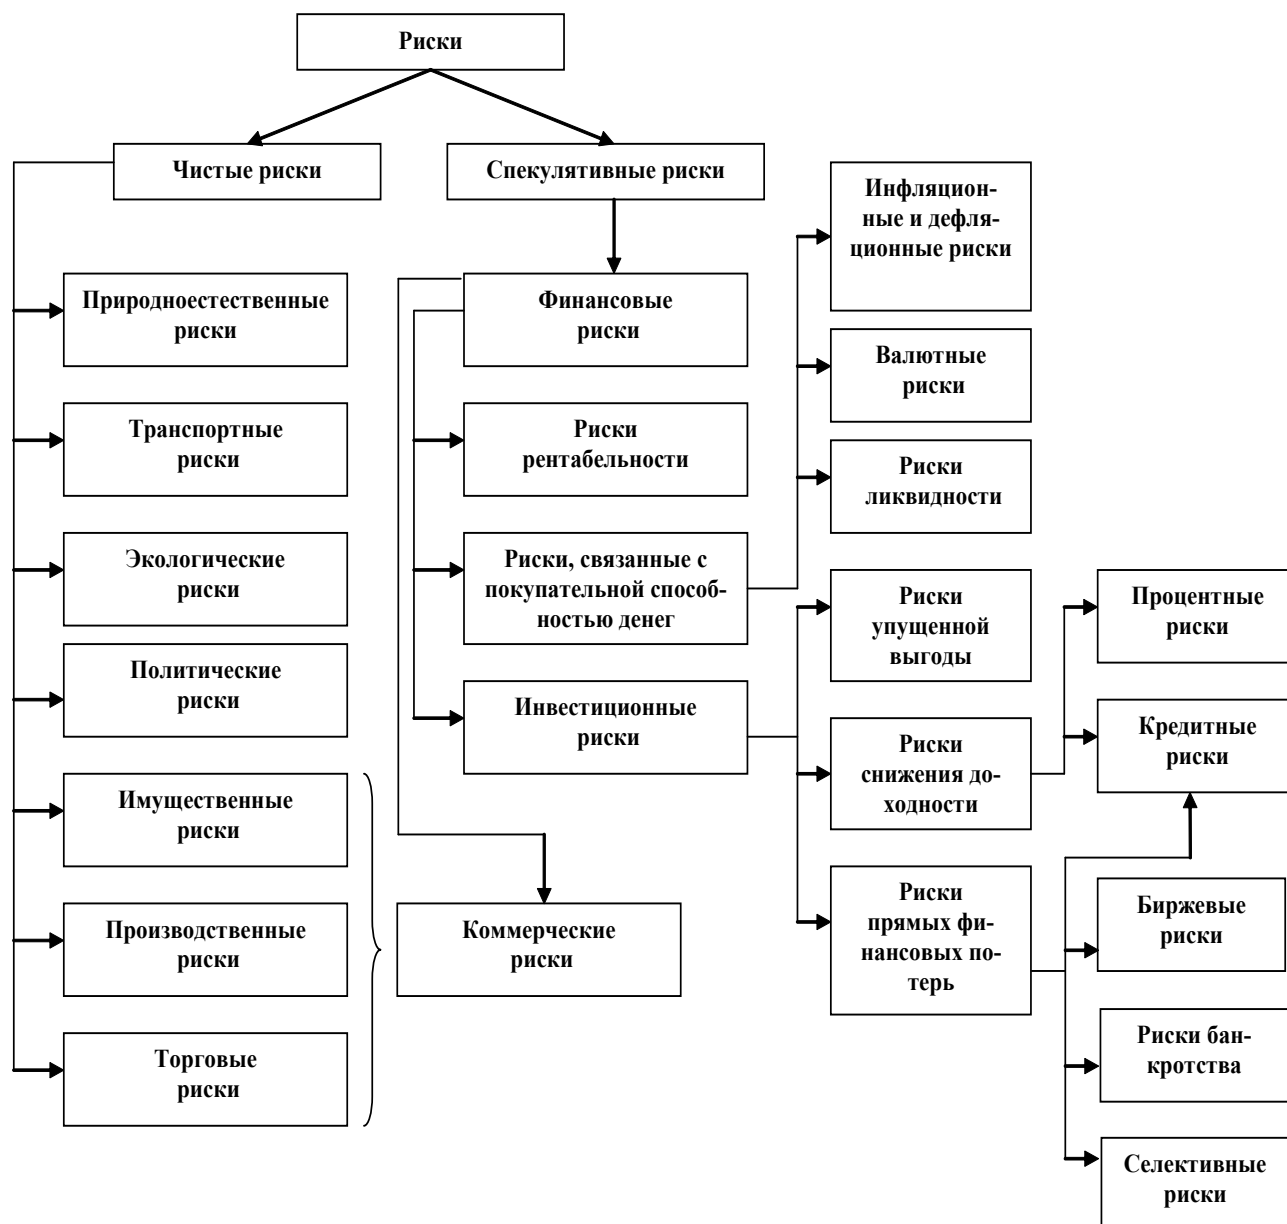 Риски
Чистые риски
Спекулятивные риски
Природноестественные
риски
Транспортные
риски
Экологические
риски
Политические
риски
Имущественные
риски
Производственные
риски
Торговые
риски
Финансовые
риски
Риски
рентабельности
Риски, связанные с
покупательной способ-
ностью денег
Инвестиционные
риски
Коммерческие
риски
Инфляцион-
ные и дефля-
ционные риски
Валютные
риски
Риски
ликвидности
Риски
упущенной
выгоды
Риски
снижения до-
ходности
Риски
прямых фи-
нансовых по-
терь
Процентные
риски
Кредитные
риски
Биржевые
риски
Риски бан-
кротства
Селективные
риски